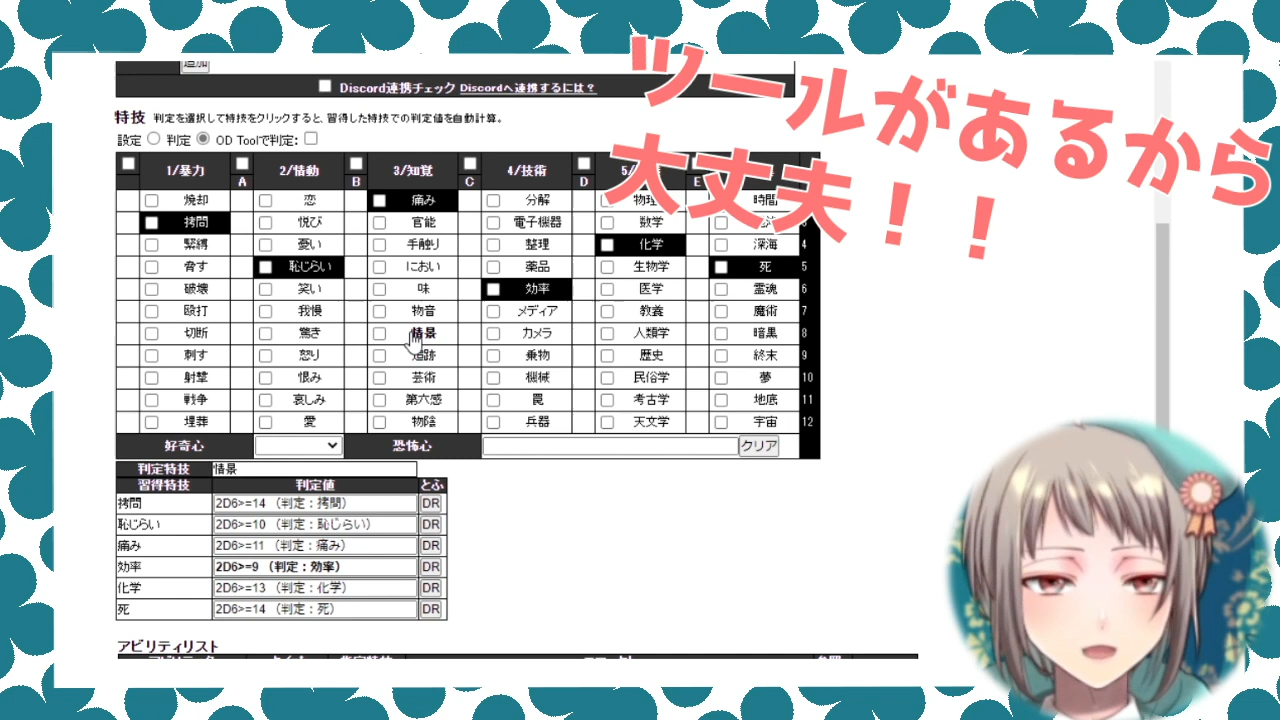 追加
Discord連携チェック Discordへ連携するには？
ツールがあるから
大丈夫！！
特技 判定を選択して特技をクリックすると、習得した特技での判定値を自動計算。
設定 判定 OD Toolで判定:
1/暴力 A 2/情動 B 3/知覚 C 4/技術 D 5/ E
焼却 恋 痛み 分解 物理 時間
拷問 悦び 官能 電子機器 数学 3
緊縛 憂い 手触り 整理 化学 深海 4
脅す 恥じらい におい 薬品 生物学 死 5
破壊 笑い 味 効率 医学 霊魂 6
殴打 我慢 物音 メディア 教義 魔術 7
切断 驚き 情景 カメラ 人類学 暗黒 8
刺す 怒り 追跡 乗物 歴史 終末 9
射撃 恨み 芸術 機械 民俗学 夢 10
戦争 哀しみ 第六感 罠 考古学 地底 11
埋葬 愛 物陰 兵器 天文学 宇宙 12
好奇心 恐怖心 クリア
判定特技 情景
習得特技 判定値 とふ
拷問 2D6>=14 （判定：拷問） DR
恥じらい 2D6>=10 （判定：恥じらい） DR
痛み 2D6>=11 （判定：痛み） DR
効率 2D6>=9 （判定：効率） DR
化学 2D6>=13 （判定：化学） DR
死 2D6>=14 （判定：死） DR
アビリティリスト